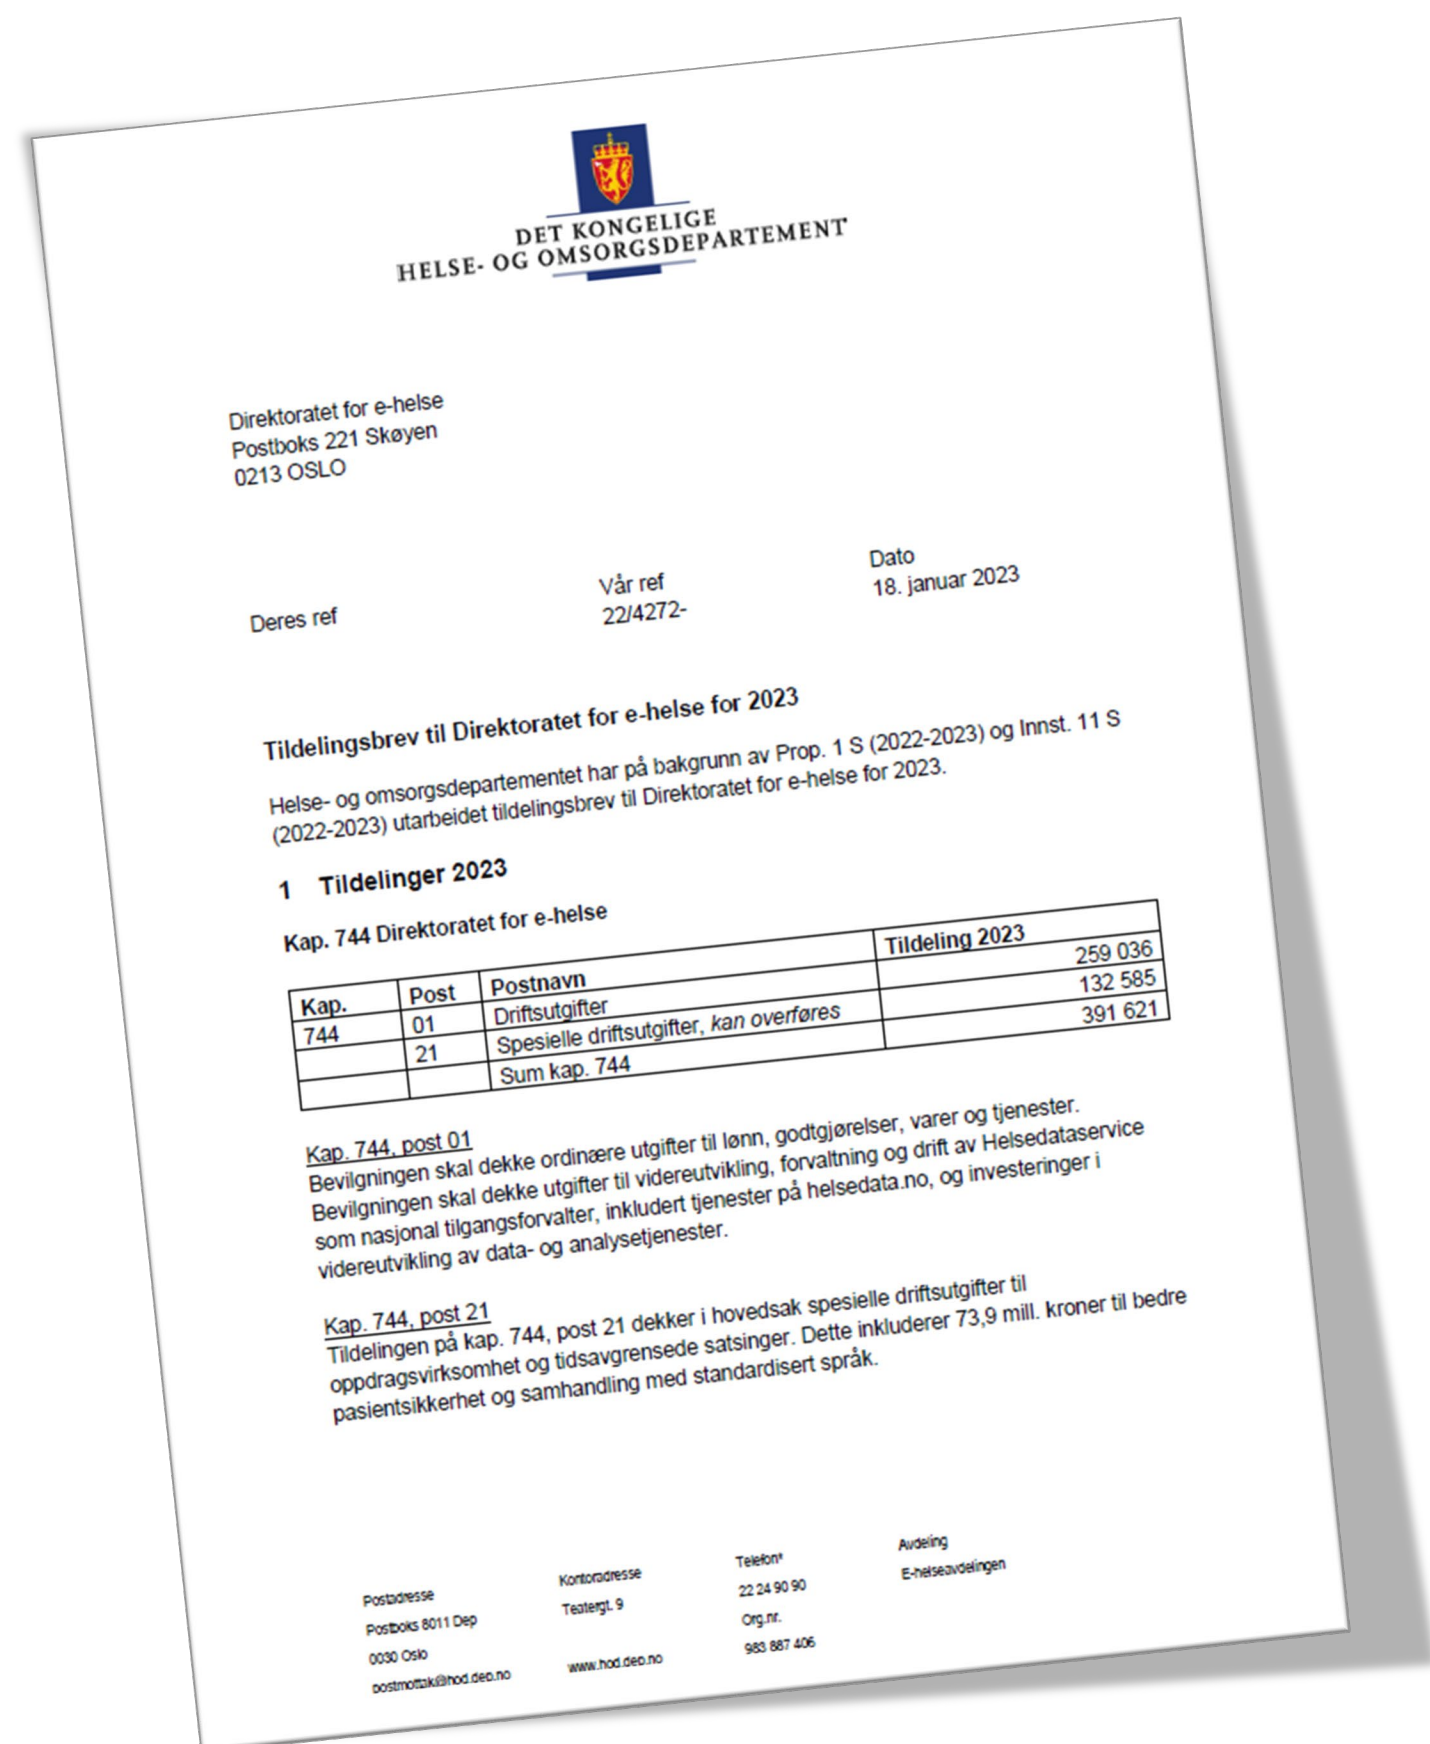 DET KONGELIGE
HELSE- OG OMSORGSDEPARTEMENT
Direktoratet for e-helse
Postboks 221 Skøyen
0213 OSLO
Deres ref
Vår ref
22/4272-
Dato
18. januar 2023
Tildelingsbrev til Direktoratet for e-helse for 2023
Helse- og omsorgsdepartementet har på bakgrunn av Prop. 1 S (2022-2023) og Innst. 11 S
(2022-2023) utarbeidet tildelingsbrev til Direktoratet for e-helse for 2023.
1 Tildelinger 2023
Kap. 744 Direktoratet for e-helse
Kap. Post Postnavn Tildeling 2023
744 01 Driftsutgifter 259 036
21 Spesielle driftsutgifter, kan overføres 132 585
Sum kap. 744 391 621
Kap. 744, post 01
Bevilgningen skal dekke ordinære utgifter til lønn, godtgjørelser, varer og tjenester.
Bevilgningen skal dekke utgifter til videreutvikling, forvaltning og drift av Helsedataservice
som nasjonal tilgangsforvalter, inkludert tjenester på helsedata.no, og investeringer i
videreutvikling av data- og analysetjenester.
Kap. 744, post 21
Tildelingen på kap. 744, post 21 dekker i hovedsak spesielle driftsutgifter til
oppdragsvirksomhet og tidsavgrensede satsinger. Dette inkluderer 73,9 mill. kroner til bedre
pasientsikkerhet og samhandling med standardisert språk.
Postadresse
Postboks 8011 Dep
0030 Oslo
postmottak@hod.dep.no
Kontoradresse
Teatergt. 9
www.hod.dep.no
Telefon*
22 24 90 90
Org.nr.
983 887 406
Avdeling
E-helseavdelingen